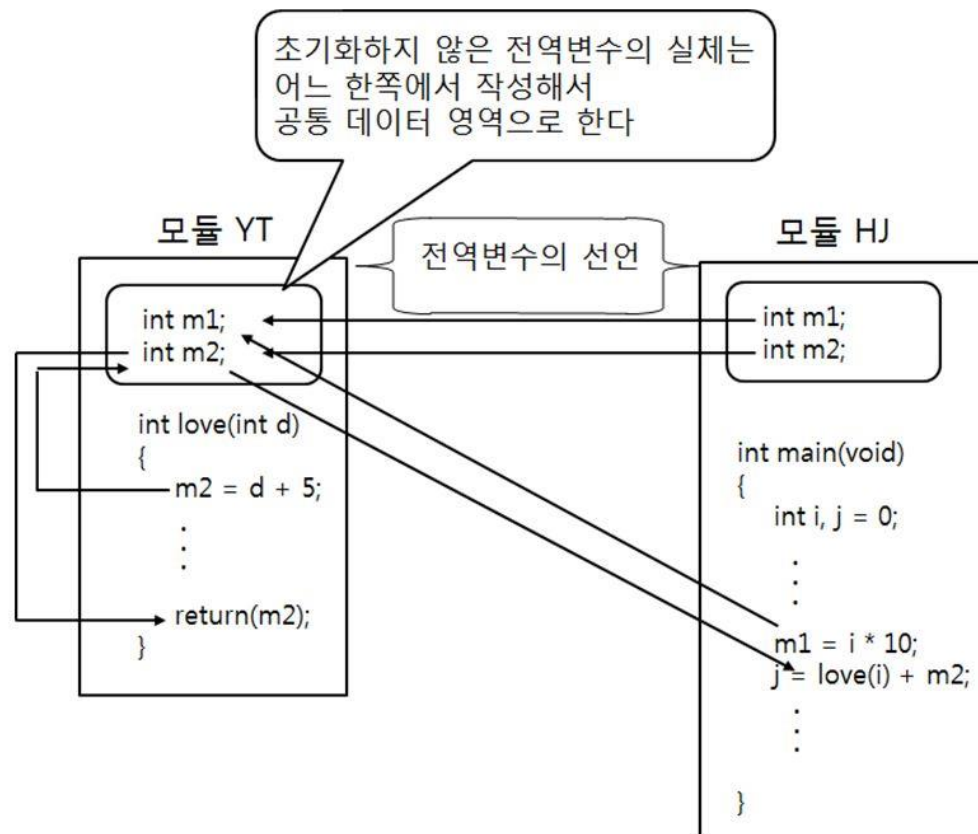 초기화하지 않은 전역변수의 실체는
어느 한쪽에서 작성해서
공통 데이터 영역으로 한다
모듈 YT
전역변수의 선언
모듈 HJ
int m1;
int m2;
int love(int d)
{
m2 = d + 5;
.
.
.
return(m2);
}
int m1;
int m2;
int main(void)
{
int i, j = 0;
.
.
.
m1 = i * 10;
j = love(i) + m2;
.
.
.
}